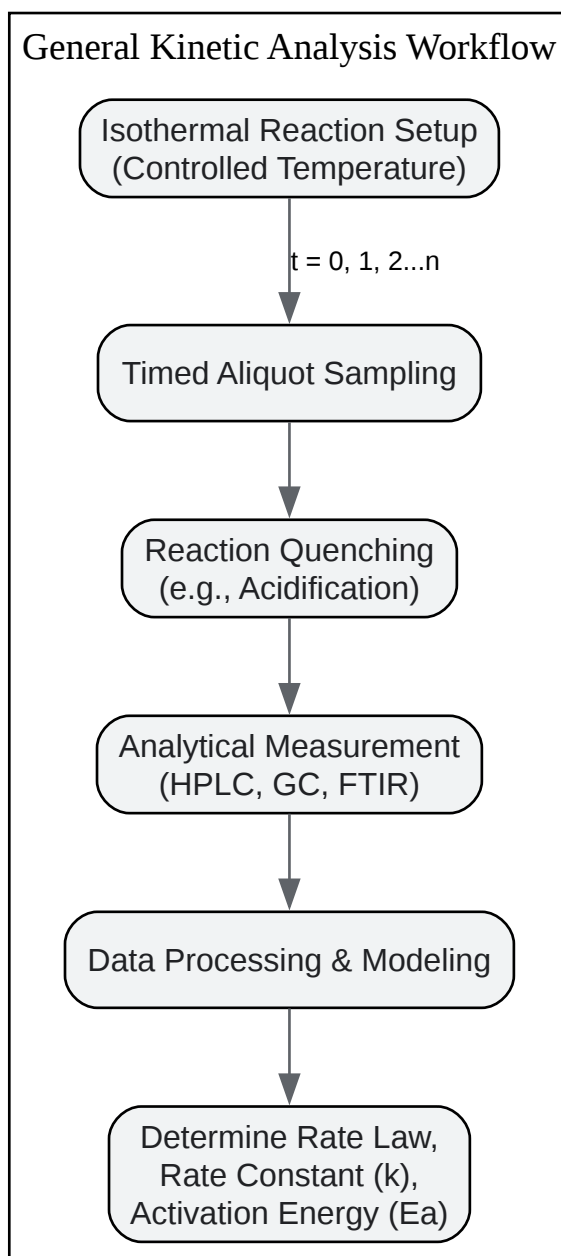 General Kinetic Analysis Workflow
Isothermal Reaction Setup
(Controlled Temperature)
t = 0, 1, 2...n
Timed Aliquot Sampling
Reaction Quenching
(e.g., Acidification)
Analytical Measurement
(HPLC, GC, FTIR)
Data Processing & Modeling
Determine Rate Law,
Rate Constant (k),
Activation Energy (Ea)